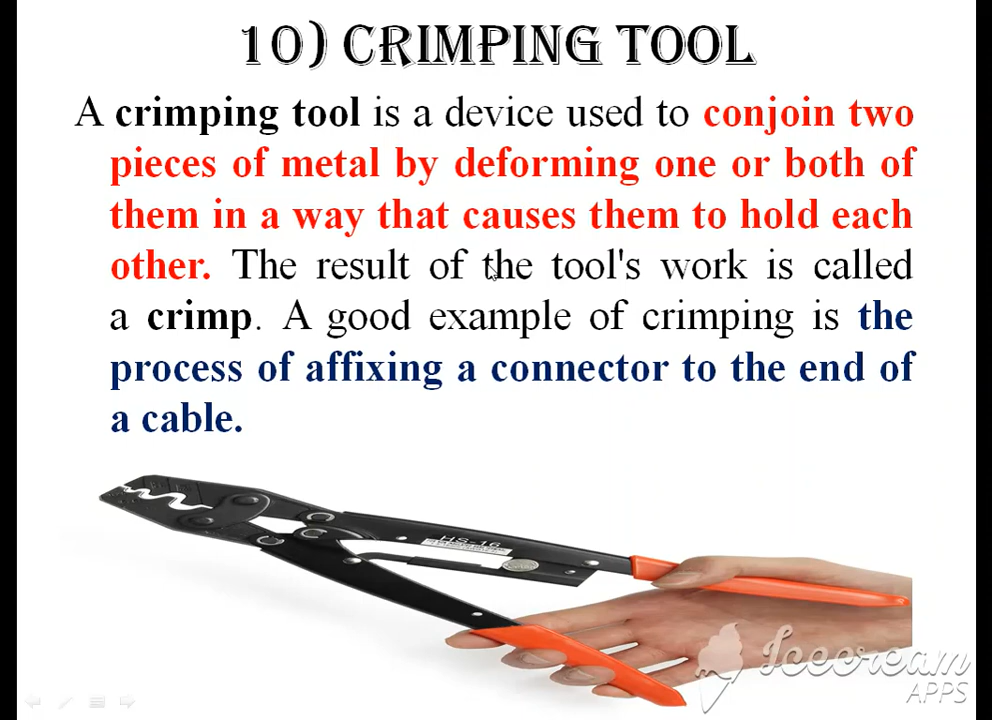 10) CRIMPING TOOL
A crimping tool is a device used to conjoin two
pieces of metal by deforming one or both of
them in a way that causes them to hold each
other. The result of the tool's work is called
a crimp. A good example of crimping is the
process of affixing a connector to the end of
a cable.
HS-16
Icecream
APPS